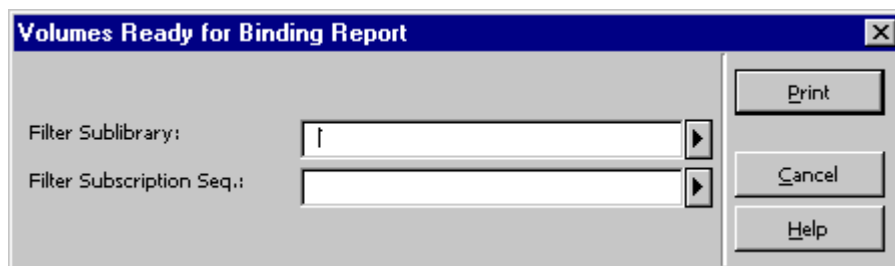 Volumes Ready for Binding Report
Print
Filter Sublibrary:
Filter Subscription Seq.:
Cancel
Help